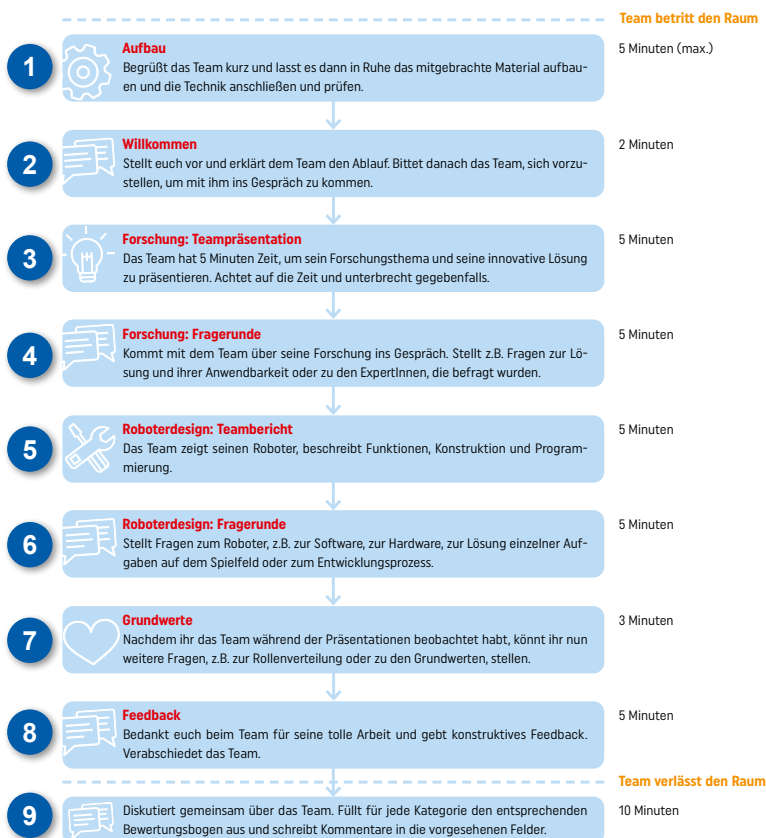 Team betritt den Raum
1
Aufbau
5 Minuten (max.)
Begrüßt das Team kurz und lasst es dann in Ruhe das mitgebrachte Material aufbau-
en und die Technik anschließen und prüfen.
2
Willkommen
2 Minuten
Stellt euch vor und erklärt dem Team den Ablauf. Bittet danach das Team, sich vorzu-
stellen, um mit ihm ins Gespräch zu kommen.
3
Forschung: Teampräsentation
5 Minuten
Das Team hat 5 Minuten Zeit, um sein Forschungsthema und seine innovative Lösung
zu präsentieren. Achtet auf die Zeit und unterbrecht gegebenfalls.
4
Forschung: Fragerunde
5 Minuten
Kommt mit dem Team über seine Forschung ins Gespräch. Stellt z.B. Fragen zur Lö-
sung und ihrer Anwendbarkeit oder zu den ExpertInnen, die befragt wurden.
5
Roboterdesign: Teambericht
5 Minuten
Das Team zeigt seinen Roboter, beschreibt Funktionen, Konstruktion und Program-
mierung.
6
Roboterdesign: Fragerunde
5 Minuten
Stellt Fragen zum Roboter, z.B. zur Software, zur Hardware, zur Lösung einzelner Auf-
gaben auf dem Spielfeld oder zum Entwicklungsprozess.
7
Grundwerte
3 Minuten
Nachdem ihr das Team während der Präsentationen beobachtet habt, könnt ihr nun
weitere Fragen, z.B. zur Rollenverteilung oder zu den Grundwerten, stellen.
8
Feedback
5 Minuten
Bedankt euch beim Team für seine tolle Arbeit und gebt konstruktives Feedback.
Verabschiedet das Team.
Team verlässt den Raum
9
Diskutiert gemeinsam über das Team. Füllt für jede Kategorie den entsprechenden
10 Minuten
Bewertungsbogen aus und schreibt Kommentare in die vorgesehenen Felder.